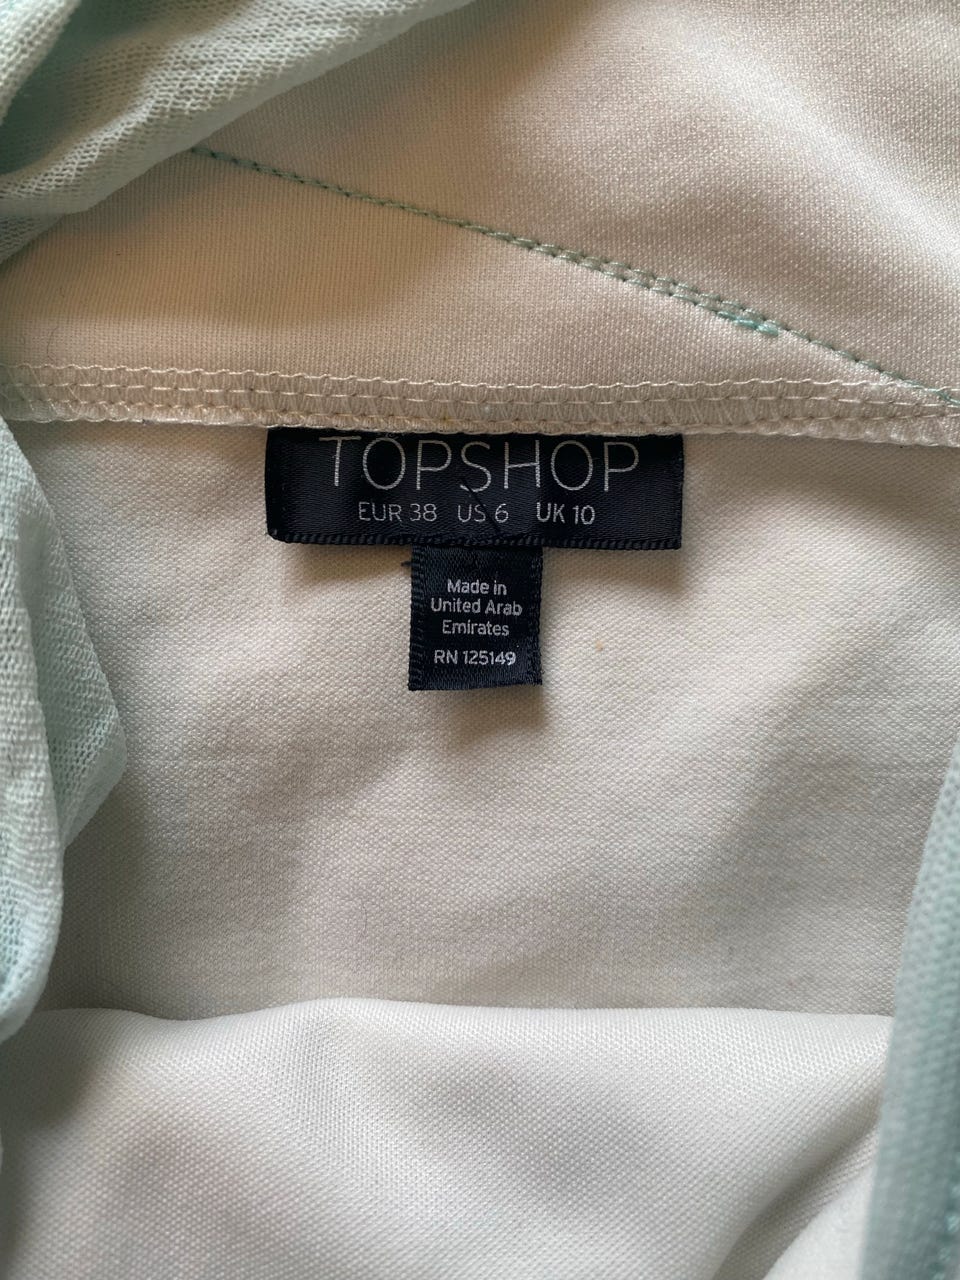 TOPSHOP
EUR 38 US 6 UK 10
Made in
United Arab
Emirates
RN 125149